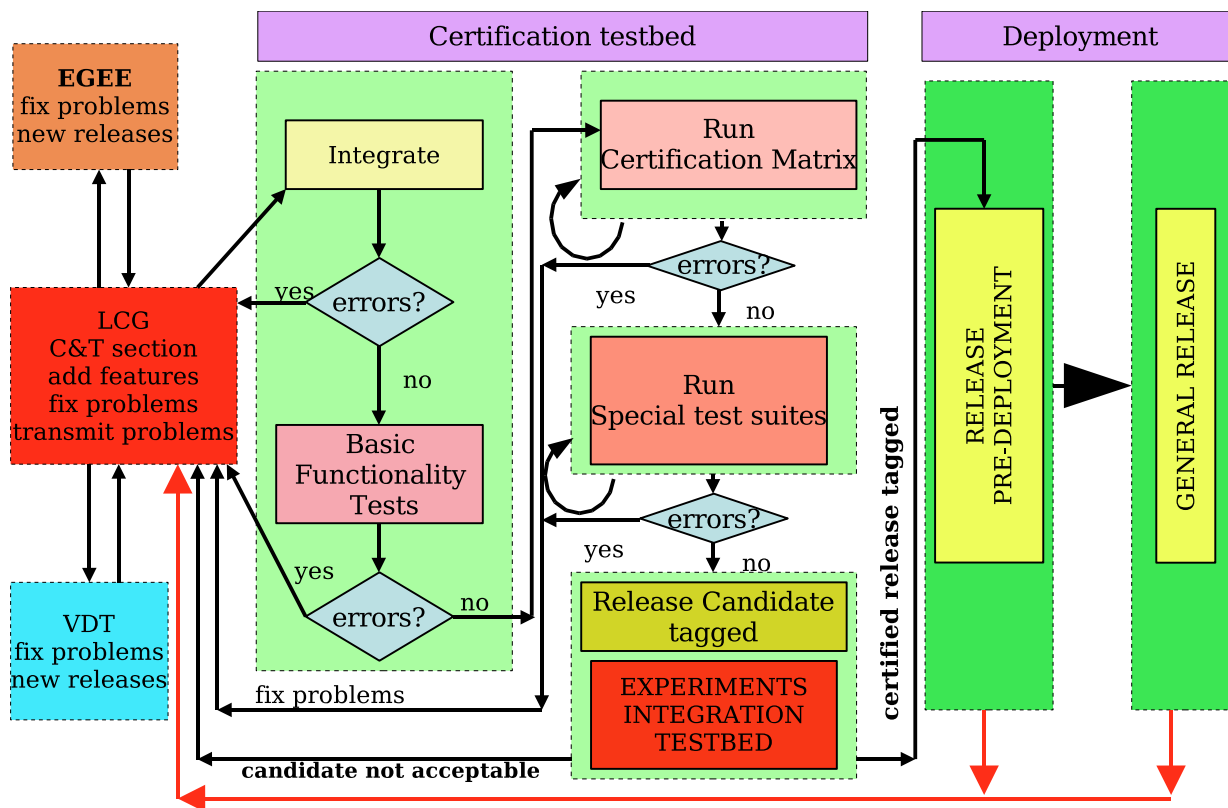 Certification testbed
Deployment
EGEE
fix problems
new releases
Integrate
Run
Certification Matrix
errors?
yes
no
errors?
yes
no
LCG
C&T section
add features
fix problems
transmit problems
Run
Special test suites
Basic
Functionality
Tests
errors?
yes
no
errors?
yes
no
VDT
fix problems
new releases
Release Candidate
tagged
EXPERIMENTS
INTEGRATION
TESTBED
fix problems
candidate not acceptable
certified release tagged
RELEASE
PRE-DEPLOYMENT
GENERAL RELEASE